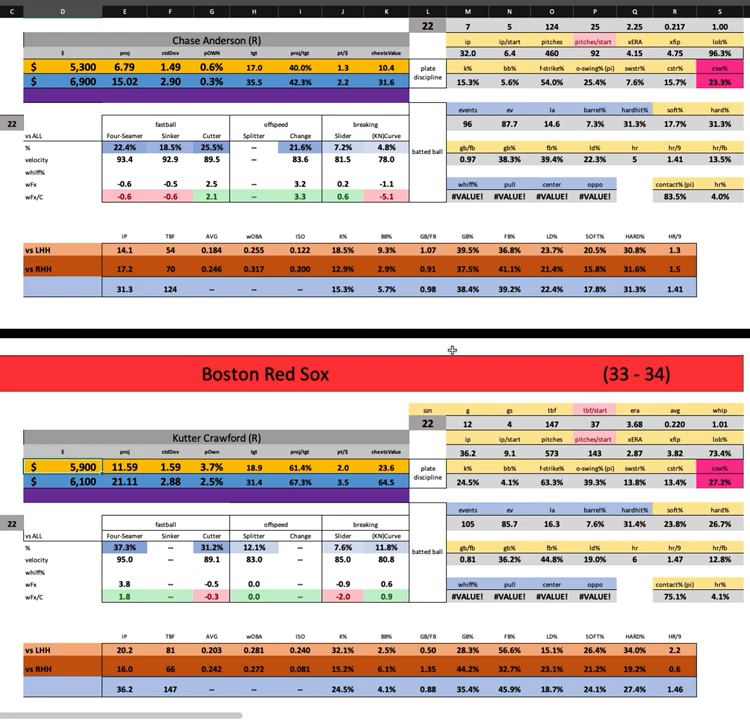 C D E F G H I J K L M N O P Q R S
22 7 5 124 25 2.25 0.217 1.00
Chase Anderson (R) ip ip/start pitches pitches/start xERA xfip lob%
$ proj stdDev pOWN tgt proj/tgt pt/$ sheetsValue 32.0 6.4 460 92 4.15 4.75 96.3%
$ 5,300 6.79 1.49 0.6% 17.0 40.0% 1.3 10.4 plate discipline k% bb% f-strike% o-swing% (pi) swstr% cstr% csw%
$ 6,900 15.02 2.90 0.3% 35.5 42.3% 2.2 31.6 15.3% 5.6% 54.0% 25.4% 7.6% 15.7% 23.3%
events ev la barrel% hardhit% soft% hard%
22 fastball offspeed breaking 96 87.7 14.6 7.3% 31.3% 17.7% 31.3%
vs ALL Four-Seamer Sinker Cutter Splitter Change Slider (KN)Curve
% 22.4% 18.5% 25.5% -- 21.6% 7.2% 4.8% batted ball gb/fb gb% fb% ld% hr hr/9 hr/fb
velocity 93.4 92.9 89.5 -- 83.6 81.5 78.0 0.97 38.3% 39.4% 22.3% 5 1.41 13.5%
whiff%
wFx -0.6 -0.5 2.5 3.2 0.2 -1.1 whiff% pull center oppo contact% (pi) hr%
wFx/C -0.6 -0.6 2.1 -- 3.3 0.6 -5.1 #VALUE! #VALUE! #VALUE! #VALUE! 83.5% 4.0%
IP TBF AVG wOBA ISO K% BB% GB/FB GB% FB% LD% SOFT% HARD% HR/9
vs LHH 14.1 54 0.184 0.255 0.122 18.5% 9.3% 1.07 39.5% 36.8% 23.7% 20.5% 30.8% 1.3
vs RHH 17.2 70 0.246 0.317 0.200 12.9% 2.9% 0.91 37.5% 41.1% 21.4% 15.8% 31.6% 1.5
31.3 124 -- -- -- 15.3% 5.7% 0.98 38.4% 39.2% 22.4% 17.8% 31.3% 1.41
Boston Red Sox (33 - 34)
szn g gs tbf tbf/start era avg whip
22 12 4 147 37 3.68 0.220 1.01
Kutter Crawford (R) ip ip/start pitches pitches/start xERA xfip lob%
$ proj stdDev pOwn tgt proj/tgt pt/$ sheetsValue 36.2 9.1 573 143 2.87 3.82 73.4%
$ 5,900 11.59 1.59 3.7% 18.9 61.4% 2.0 23.6 plate discipline k% bb% f-strike% o-swing% (pi) swstr% cstr% csw%
$ 6,100 21.11 2.88 2.5% 31.4 67.3% 3.5 64.5 24.5% 4.1% 63.3% 39.3% 13.8% 13.4% 27.2%
events ev la barrel% hardhit% soft% hard%
22 fastball offspeed breaking 105 85.7 16.3 7.6% 31.4% 23.8% 26.7%
vs ALL Four-Seamer Sinker Cutter Splitter Change Slider (KN)Curve
% 37.3% -- 31.2% 12.1% -- 7.6% 11.8% batted ball gb/fb gb% fb% ld% hr hr/9 hr/fb
velocity 95.0 -- 89.1 83.0 -- 85.0 80.8 0.81 36.2% 44.8% 19.0% 6 1.47 12.8%
whiff%
wFx 3.8 -0.5 0.0 -0.9 0.6 whiff% pull center oppo contact% (pi) hr%
wFx/C 1.8 -- -0.3 0.0 -- -2.0 0.9 #VALUE! #VALUE! #VALUE! #VALUE! 75.1% 4.1%
IP TBF AVG wOBA ISO K% BB% GB/FB GB% FB% LD% SOFT% HARD% HR/9
vs LHH 20.2 81 0.203 0.281 0.240 32.1% 2.5% 0.50 28.3% 56.6% 15.1% 26.4% 34.0% 2.2
vs RHH 16.0 66 0.242 0.272 0.081 15.2% 6.1% 1.35 44.2% 32.7% 23.1% 21.2% 19.2% 0.6
36.2 147 -- -- -- 24.5% 4.1% 0.88 35.4% 45.9% 18.7% 24.1% 27.4% 1.46